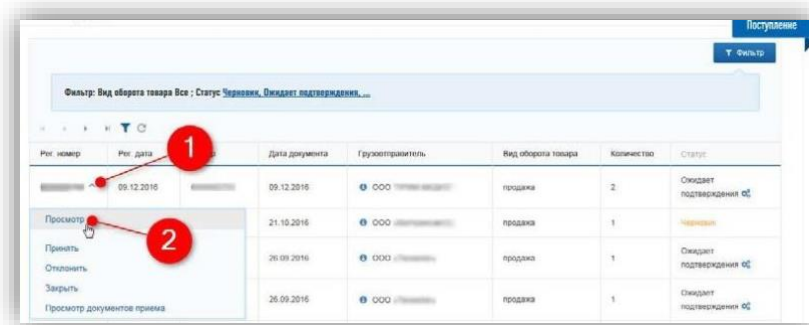 Поступление
Фильтр
Фильтр: Вид оборота товара Все ; Статус Черновик, Ожидает подтверждения, ...
Рег. номер Рег. дата Дата документа Грузоотправитель Вид оборота товара Количество Статус
1
09.12.2016 09.12.2016 ООО продажа 2 Ожидает
подтверждения
Просмотр 21.10.2016 ООО продажа 1 Черновик
2
Принять
Отклонить 26.09.2016 ООО продажа 1 Ожидает
подтверждения
Закрыть
Просмотр документов приема 26.09.2016 ООО продажа 1 Ожидает
подтверждения